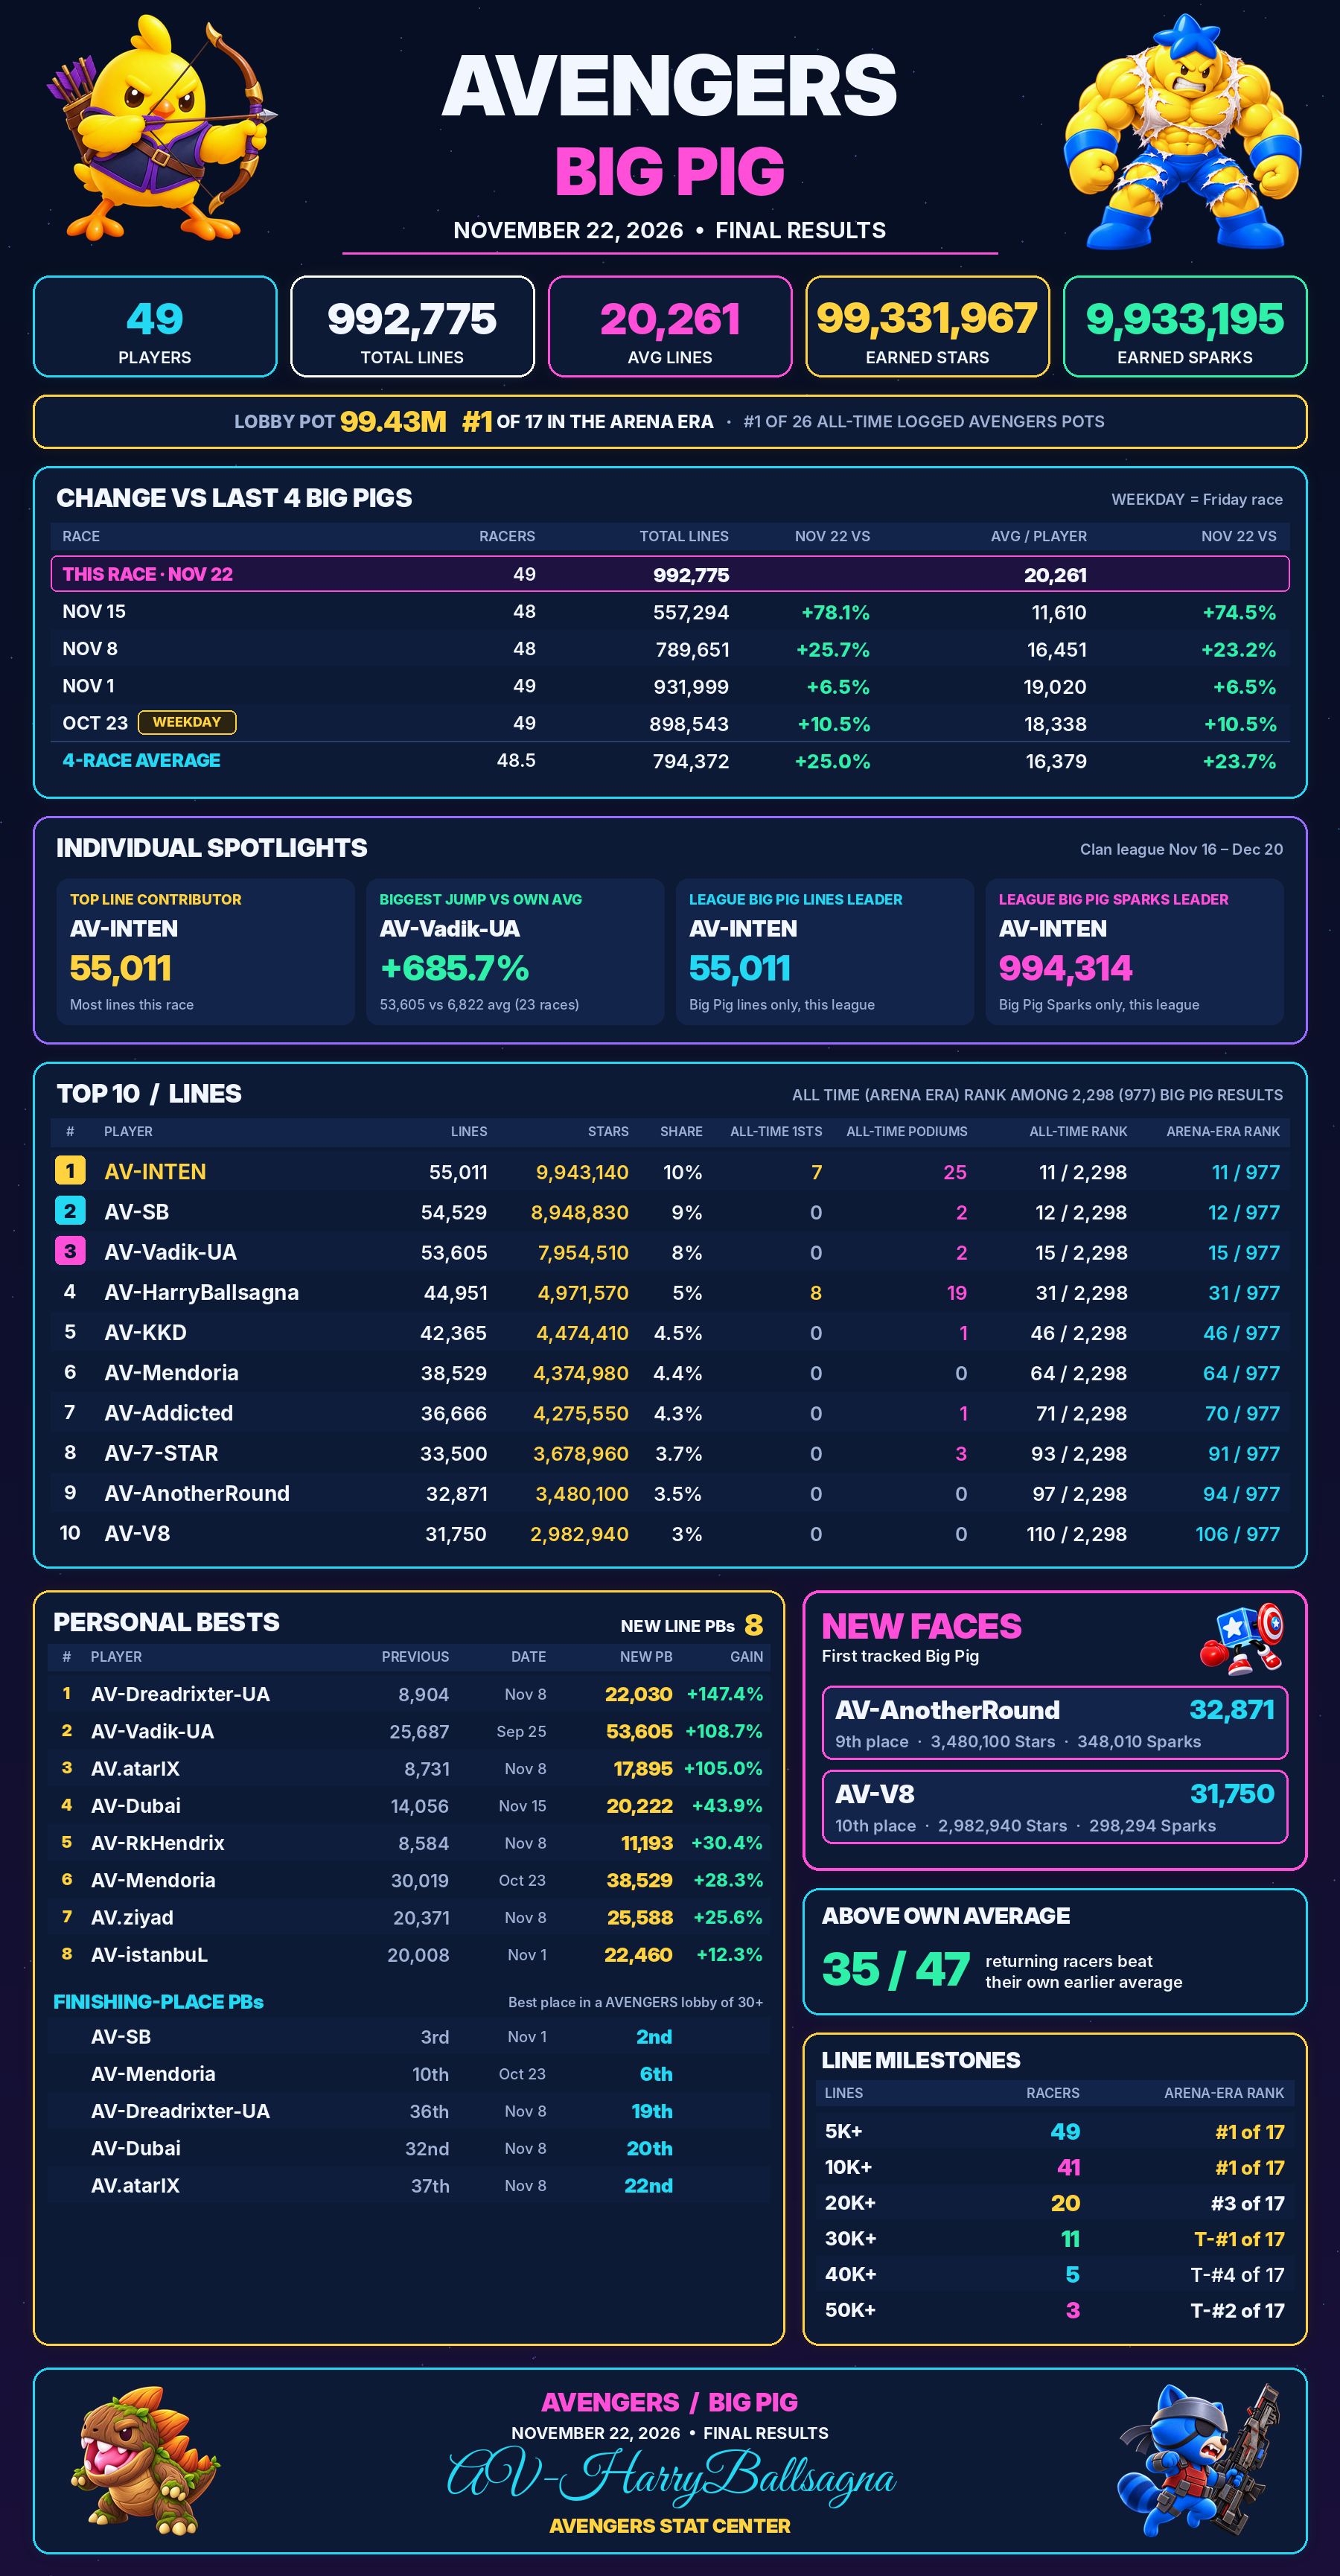 AVENGERS
BIG PIG
NOVEMBER 22, 2026 • FINAL RESULTS
49
PLAYERS
992,775
TOTAL LINES
20,261
AVG LINES
99,331,967
EARNED STARS
9,933,195
EARNED SPARKS
LOBBY POT 99.43M #1 OF 17 IN THE ARENA ERA · #1 OF 26 ALL-TIME LOGGED AVENGERS POTS
CHANGE VS LAST 4 BIG PIGS WEEKDAY = Friday race
RACE RACERS TOTAL LINES NOV 22 VS AVG / PLAYER NOV 22 VS
THIS RACE · NOV 22 49 992,775 20,261
NOV 15 48 557,294 +78.1% 11,610 +74.5%
NOV 8 48 789,651 +25.7% 16,451 +23.2%
NOV 1 49 931,999 +6.5% 19,020 +6.5%
OCT 23 WEEKDAY 49 898,543 +10.5% 18,338 +10.5%
4-RACE AVERAGE 48.5 794,372 +25.0% 16,379 +23.7%
INDIVIDUAL SPOTLIGHTS Clan league Nov 16 – Dec 20
TOP LINE CONTRIBUTOR
AV-INTEN
55,011
Most lines this race
BIGGEST JUMP VS OWN AVG
AV-Vadik-UA
+685.7%
53,605 vs 6,822 avg (23 races)
LEAGUE BIG PIG LINES LEADER
AV-INTEN
55,011
Big Pig lines only, this league
LEAGUE BIG PIG SPARKS LEADER
AV-INTEN
994,314
Big Pig Sparks only, this league
TOP 10 / LINES ALL TIME (ARENA ERA) RANK AMONG 2,298 (977) BIG PIG RESULTS
# PLAYER LINES STARS SHARE ALL-TIME 1STS ALL-TIME PODIUMS ALL-TIME RANK ARENA-ERA RANK
1 AV-INTEN 55,011 9,943,140 10% 7 25 11 / 2,298 11 / 977
2 AV-SB 54,529 8,948,830 9% 0 2 12 / 2,298 12 / 977
3 AV-Vadik-UA 53,605 7,954,510 8% 0 2 15 / 2,298 15 / 977
4 AV-HarryBallsagna 44,951 4,971,570 5% 8 19 31 / 2,298 31 / 977
5 AV-KKD 42,365 4,474,410 4.5% 0 1 46 / 2,298 46 / 977
6 AV-Mendoria 38,529 4,374,980 4.4% 0 0 64 / 2,298 64 / 977
7 AV-Addicted 36,666 4,275,550 4.3% 0 1 71 / 2,298 70 / 977
8 AV-7-STAR 33,500 3,678,960 3.7% 0 3 93 / 2,298 91 / 977
9 AV-AnotherRound 32,871 3,480,100 3.5% 0 0 97 / 2,298 94 / 977
10 AV-V8 31,750 2,982,940 3% 0 0 110 / 2,298 106 / 977
PERSONAL BESTS NEW LINE PBs 8
# PLAYER PREVIOUS DATE NEW PB GAIN
1 AV-Dreadrixter-UA 8,904 Nov 8 22,030 +147.4%
2 AV-Vadik-UA 25,687 Sep 25 53,605 +108.7%
3 AV.atarIX 8,731 Nov 8 17,895 +105.0%
4 AV-Dubai 14,056 Nov 15 20,222 +43.9%
5 AV-RkHendrix 8,584 Nov 8 11,193 +30.4%
6 AV-Mendoria 30,019 Oct 23 38,529 +28.3%
7 AV.ziyad 20,371 Nov 8 25,588 +25.6%
8 AV-istanbuL 20,008 Nov 1 22,460 +12.3%
FINISHING-PLACE PBs Best place in a AVENGERS lobby of 30+
AV-SB 3rd Nov 1 2nd
AV-Mendoria 10th Oct 23 6th
AV-Dreadrixter-UA 36th Nov 8 19th
AV-Dubai 32nd Nov 8 20th
AV.atarIX 37th Nov 8 22nd
NEW FACES
First tracked Big Pig
AV-AnotherRound 32,871
9th place · 3,480,100 Stars · 348,010 Sparks
AV-V8 31,750
10th place · 2,982,940 Stars · 298,294 Sparks
ABOVE OWN AVERAGE
35 / 47 returning racers beat
their own earlier average
LINE MILESTONES
LINES RACERS ARENA-ERA RANK
5K+ 49 #1 of 17
10K+ 41 #1 of 17
20K+ 20 #3 of 17
30K+ 11 T-#1 of 17
40K+ 5 T-#4 of 17
50K+ 3 T-#2 of 17
AVENGERS / BIG PIG
NOVEMBER 22, 2026 • FINAL RESULTS
AV-HarryBallsagna
AVENGERS STAT CENTER